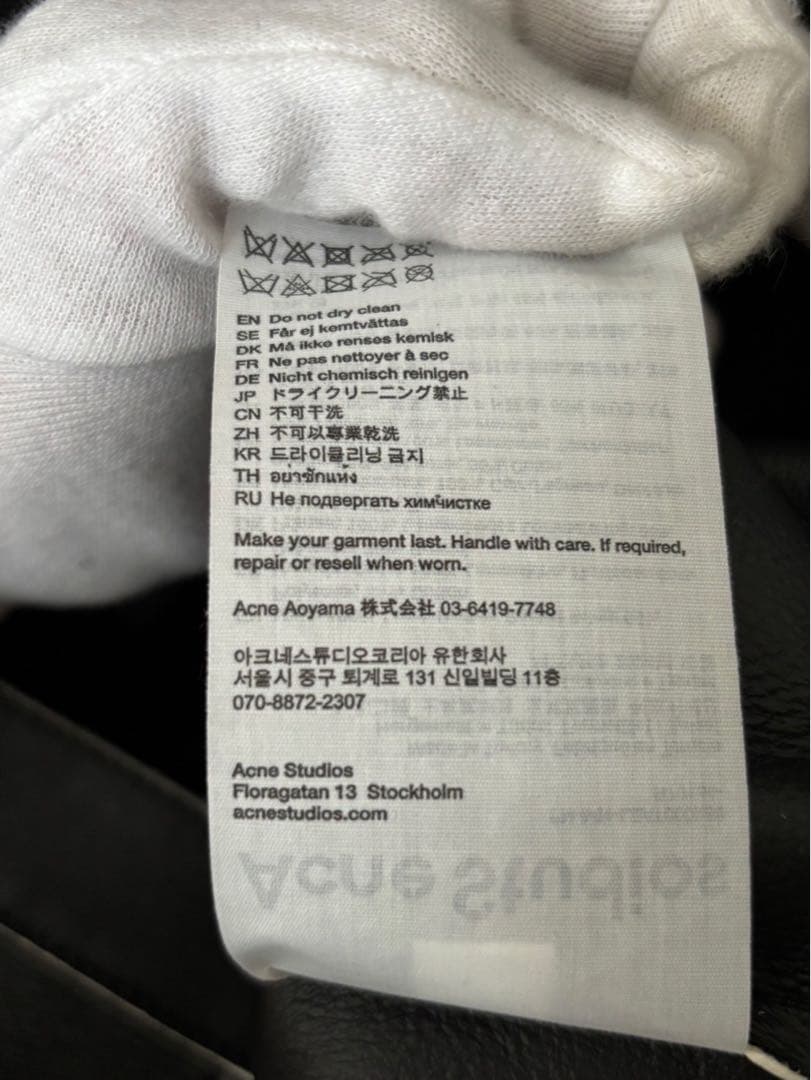 EN Do not dry clean
SE Får ej kemtvättas
DK Må ikke renses kemisk
FR Ne pas nettoyer à sec
DE Nicht chemisch reinigen
JP ドライクリーニング禁止
CN 不可干洗
ZH 不可以專業乾洗
KR 드라이클리닝 금지
TH อย่าซักแห้ง
RU Не подвергать химчистке
Make your garment last. Handle with care. If required,
repair or resell when worn.
Acne Aoyama 株式会社 03-6419-7748
아크네스튜디오코리아 유한회사
서울시 중구 퇴계로 131 신일빌딩 11층
070-8872-2307
Acne Studios
Floragatan 13 Stockholm
acnestudios.com
Acne Studios